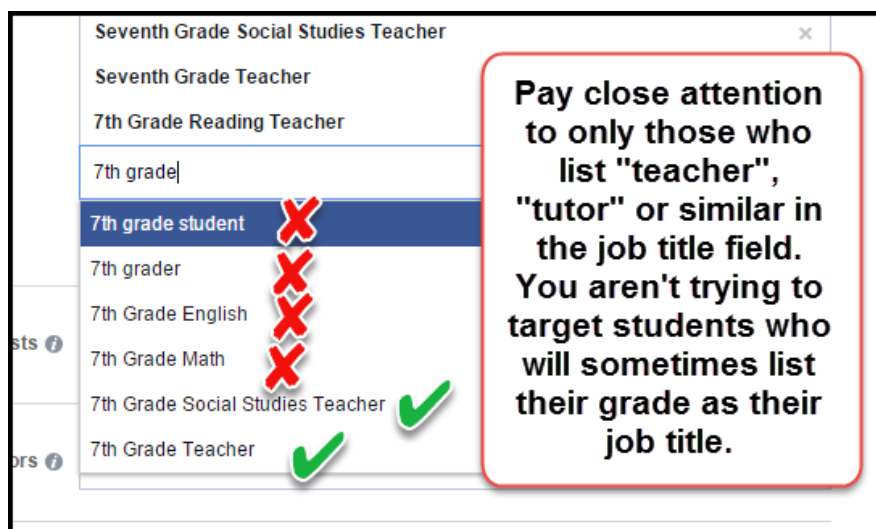 Seventh Grade Social Studies Teacher
Seventh Grade Teacher
7th Grade Reading Teacher
7th grade
7th grade student
7th grader
7th Grade English
7th Grade Math
7th Grade Social Studies Teacher
7th Grade Teacher
sts
ors
Pay close attention
to only those who
list "teacher",
"tutor" or similar in
the job title field.
You aren't trying to
target students who
will sometimes list
their grade as their
job title.